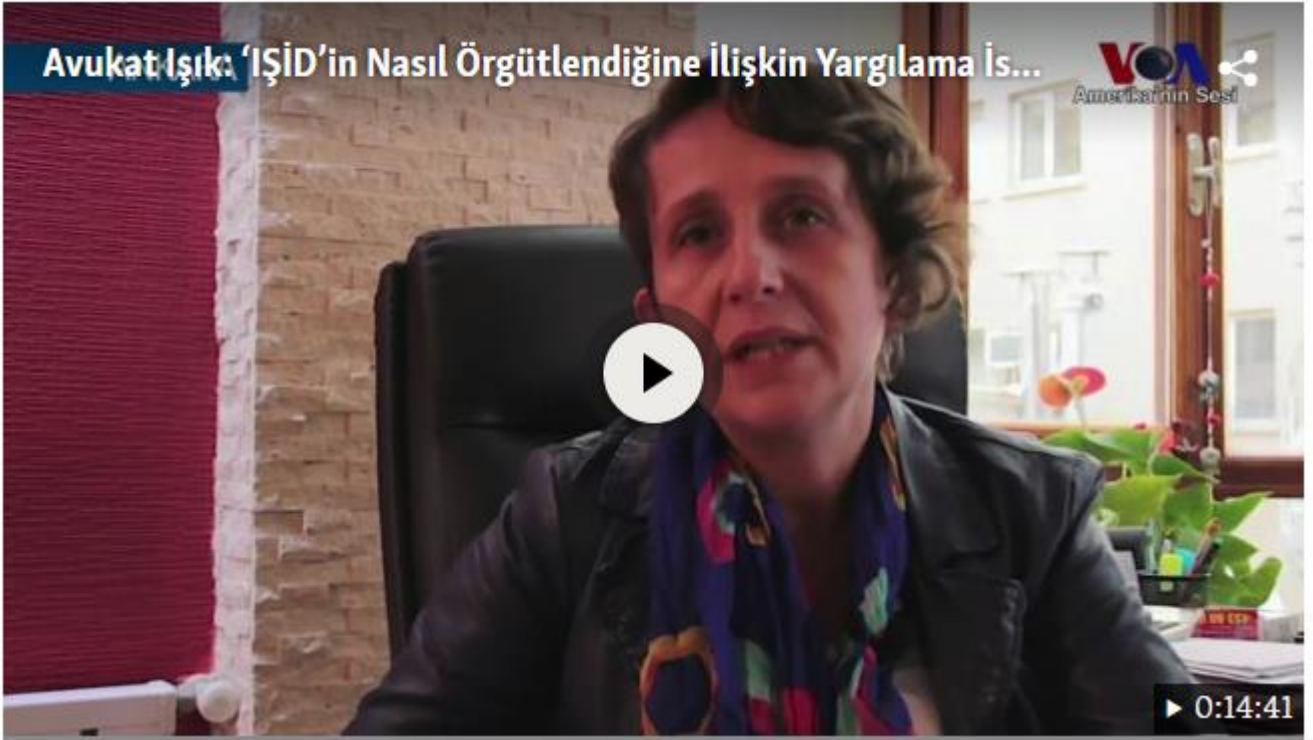 Avukat Işık: ‘IŞİD’in Nasıl Örgütlendiğine İlişkin Yargılama İs...
VOA
Amerika'nın Sesi
0:14:41